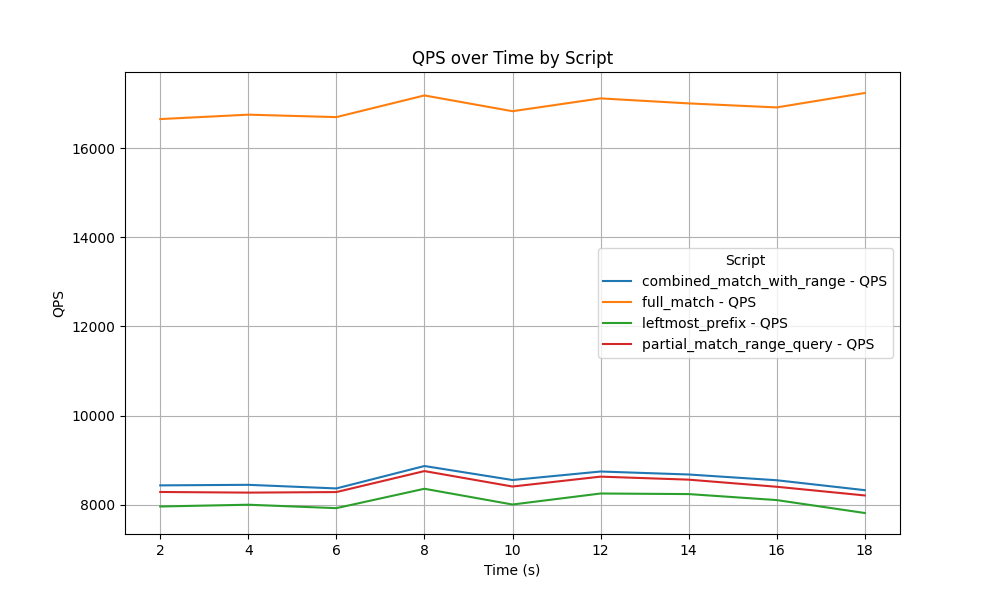 QPS over Time by Script
QPS
16000
14000
12000
10000
8000
Script
combined_match_with_range - QPS
full_match - QPS
leftmost_prefix - QPS
partial_match_range_query - QPS
2 4 6 8 10 12 14 16 18
Time (s)